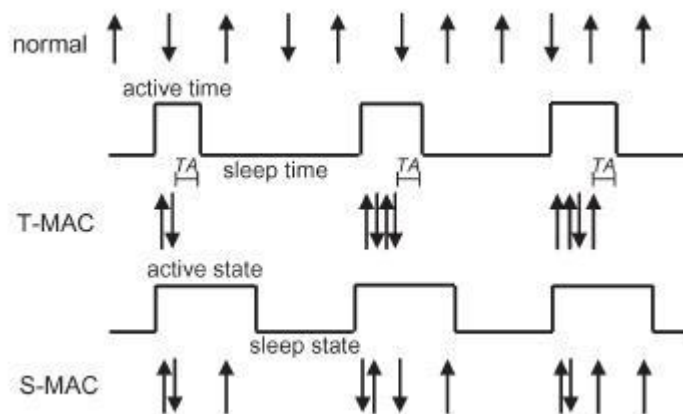 normal
active time
TA
TA
TA
sleep time
T-MAC
active state
sleep state
S-MAC